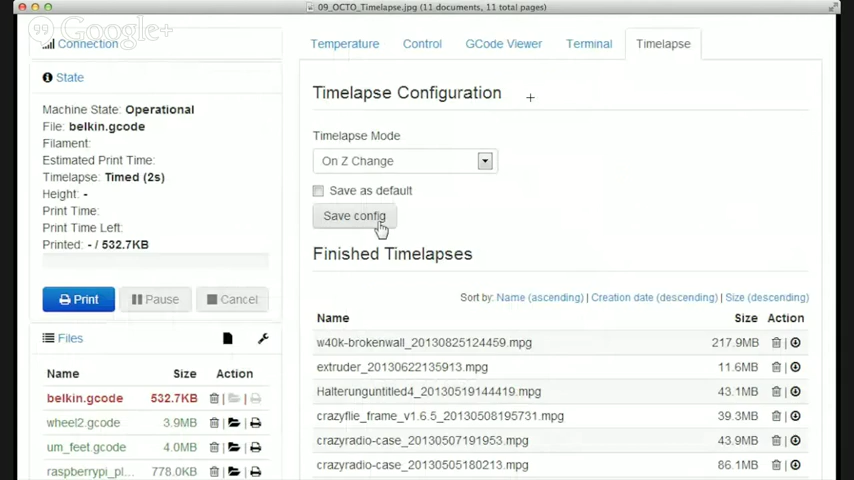 09_OCTO_Timelapse.jpg (11 documents, 11 total pages)
Google+
Connection
State
Machine State: Operational
File: belkin.gcode
Filament:
Estimated Print Time:
Timelapse: Timed (2s)
Height: -
Print Time:
Print Time Left:
Printed: - / 532.7KB
Print
Pause
Cancel
Files
Name Size Action
belkin.gcode 532.7KB
wheel2.gcode 3.9MB
um_feet.gcode 4.0MB
raspberrypi_pl... 778.0KB
Temperature Control GCode Viewer Terminal Timelapse
Timelapse Configuration
Timelapse Mode
On Z Change
Save as default
Save config
Finished Timelapses
Sort by: Name (ascending) | Creation date (descending) | Size (descending)
Name Size Action
w40k-brokenwall_20130825124459.mpg 217.9MB
extruder_20130622135913.mpg 11.6MB
Halterunguntitled4_20130519144419.mpg 43.1MB
crazyflie_frame_v1.6.5_20130508195731.mpg 39.3MB
crazyradio-case_20130507191953.mpg 43.9MB
crazyradio-case_20130505180213.mpg 86.1MB